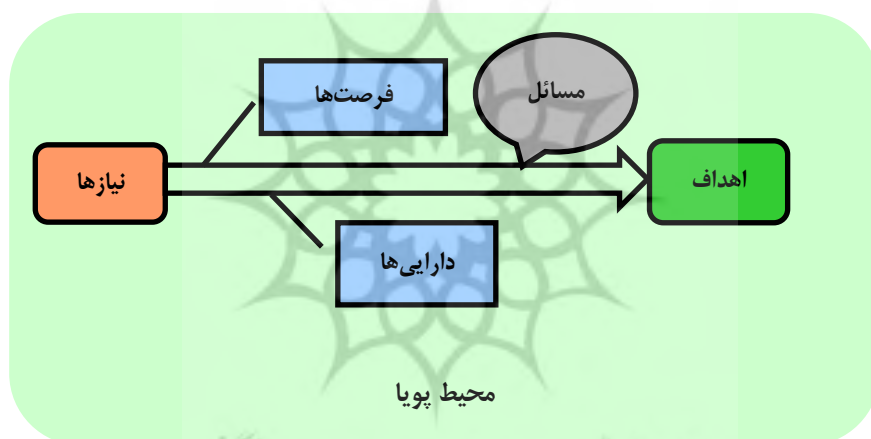 فرصت‌ها
مسائل
نیازها
اهداف
دارایی‌ها
محیط پویا